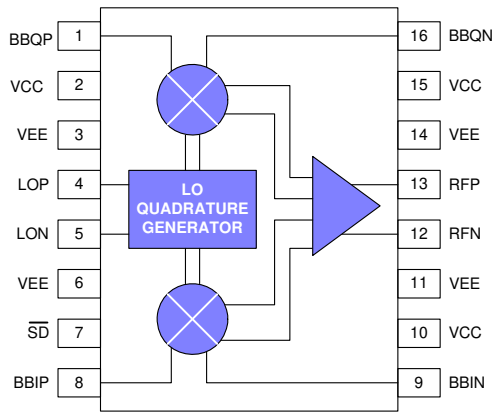 BBQP 1 16 BBQN
VCC 2 15 VCC
VEE 3 14 VEE
LOP 4 13 RFP
LON 5 12 RFN
VEE 6 11 VEE
SD 7 10 VCC
BBIP 8 9 BBIN
LO
QUADRATURE
GENERATOR